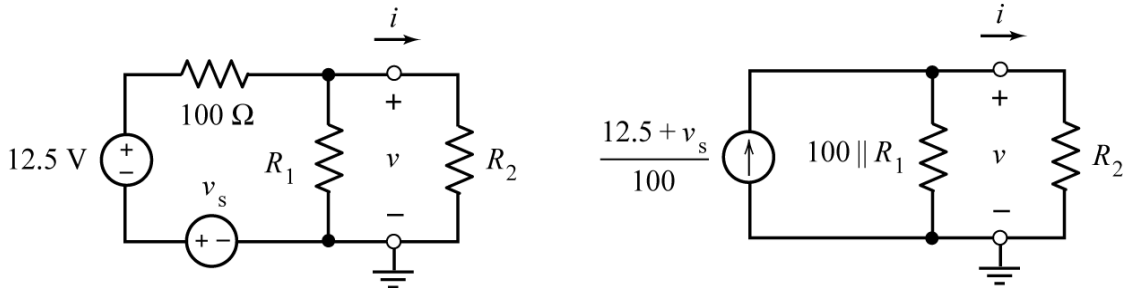 i
100 Ω
+
12.5 V
+
−
R₁
v
R₂
vₛ
+ −
−
i
+
12.5 + vₛ
100
100 || R₁
v
R₂
−